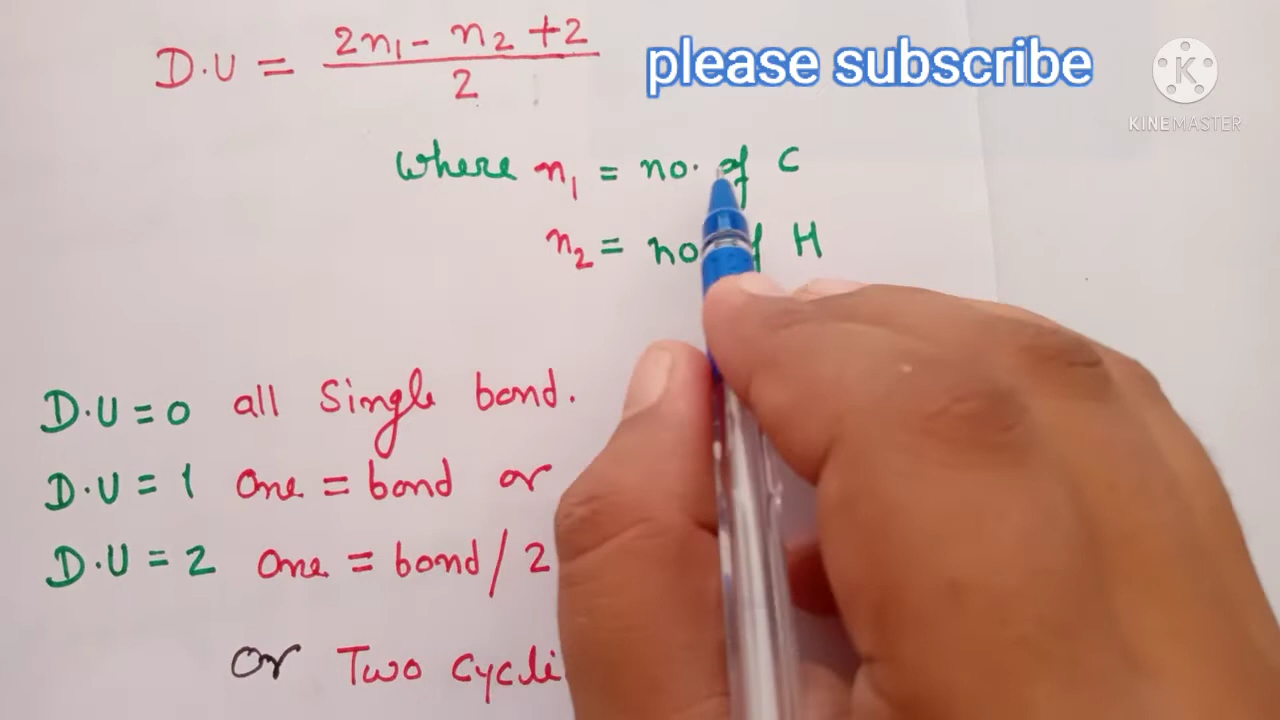 D.U = 2n1 - n2 + 2 / 2
please subscribe
KINEMASTER
where n1 = no. of C
n2 = no of H
D.U = 0 all Single bond.
D.U = 1 One = bond or
D.U = 2 One = bond / 2
or Two